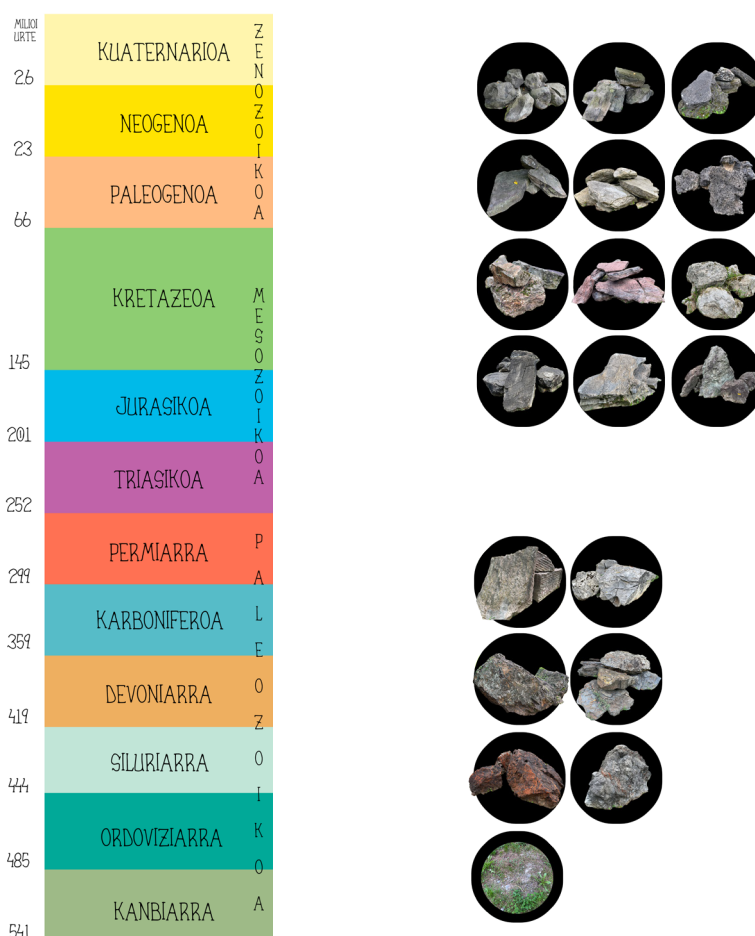 MILIOI
URTE
KUATERNARIOA
2.6
NEOGENOA
23
PALEOGENOA
66
ZENOZOIKOA
KRETAZEOA
145
JURASIKOA
201
TRIASIKOA
252
MESOZOIKOA
PERMIARRA
299
KARBONIFEROA
359
DEVONIARRA
419
SILURIARRA
444
ORDOVIZIARRA
485
KANBIARRA
541
PALEOZOIKOA